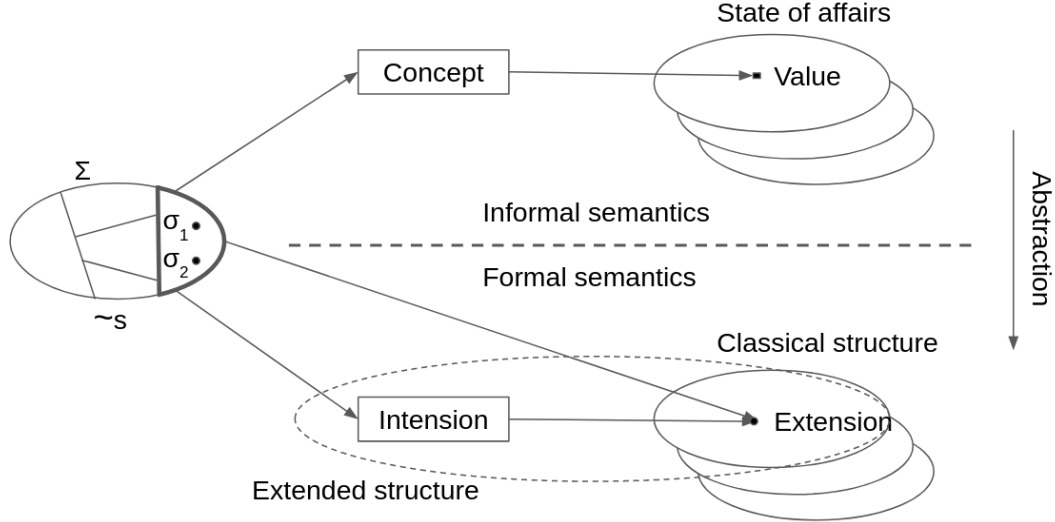 State of affairs
Concept
Value
Σ
σ1
σ2
~s
Informal semantics
Formal semantics
Abstraction
Classical structure
Intension
Extension
Extended structure